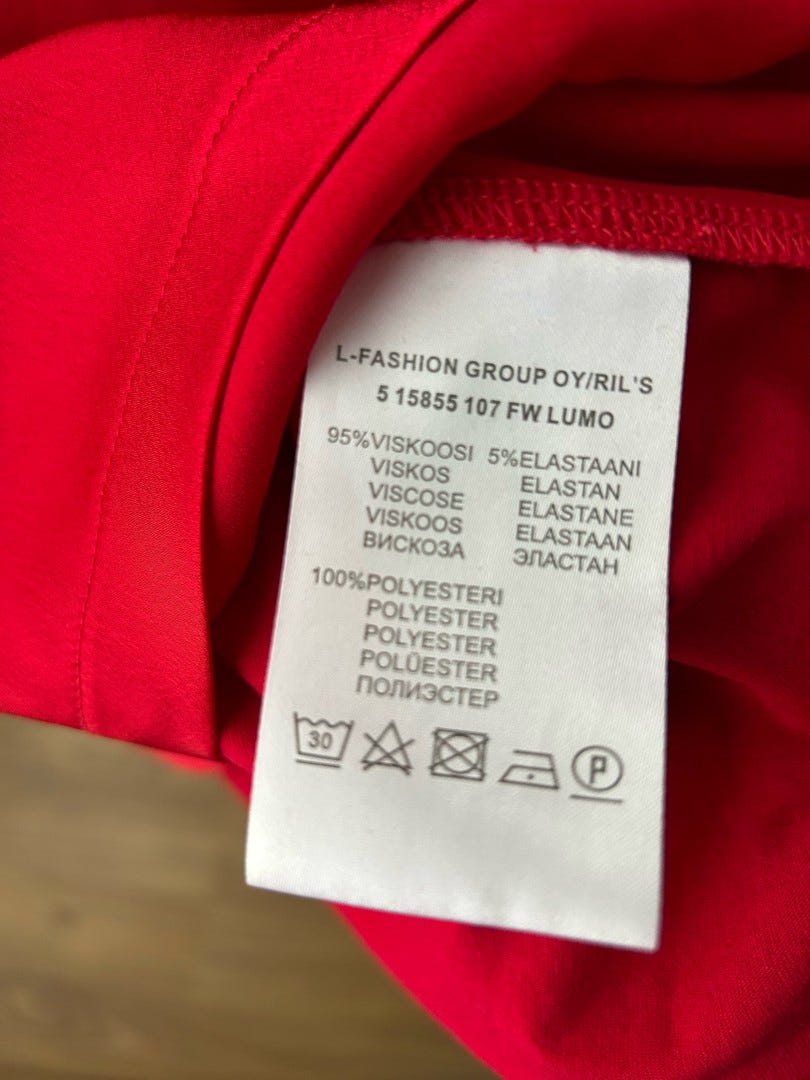 L-FASHION GROUP OY/RIL'S
5 15855 107 FW LUMO
95%VISKOOSI 5%ELASTAANI
VISKOS ELASTAN
VISCOSE ELASTANE
VISKOOS ELASTAAN
ВИСКОЗА ЭЛАСТАН
100%POLYESTERI
POLYESTER
POLYESTER
POLÜESTER
ПОЛИЭСТЕР
30 P